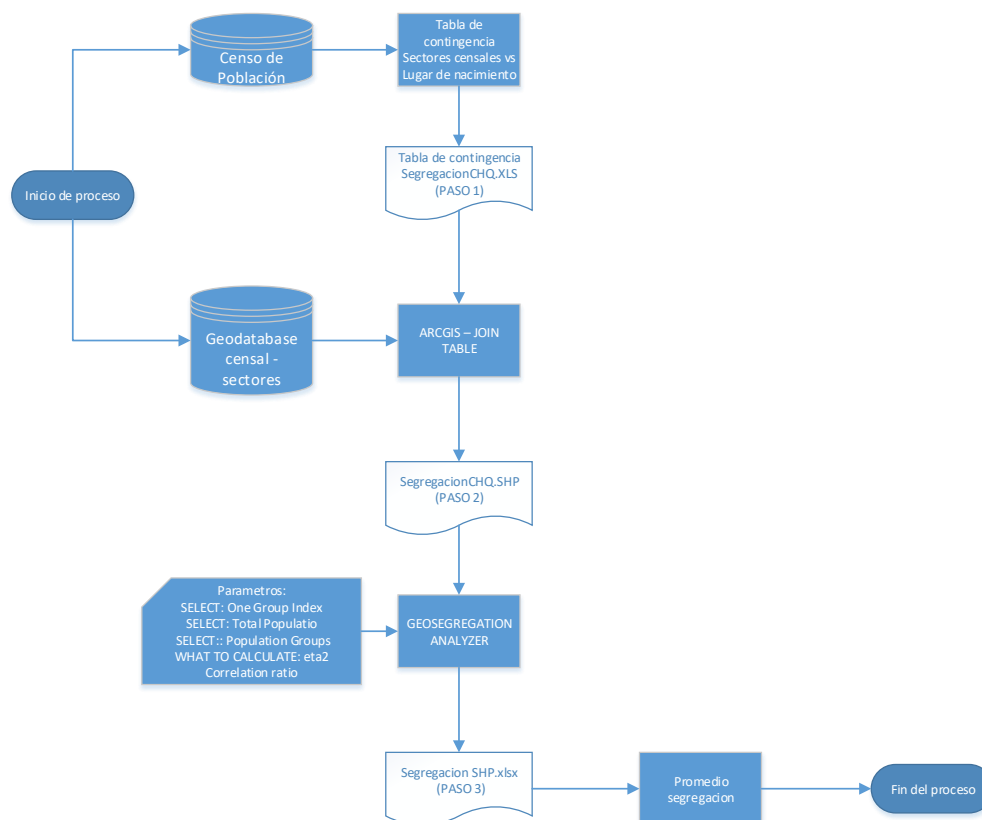 Censo de
Población
Tabla de
contingencia
Sectores censales vs
Lugar de nacimiento
Tabla de contingencia
SegregacionCHQ.XLS
(PASO 1)
Inicio de proceso
Geodatabase
censal -
sectores
ARCGIS – JOIN
TABLE
SegregacionCHQ.SHP
(PASO 2)
Parametros:
SELECT: One Group Index
SELECT: Total Populatio
SELECT:: Population Groups
WHAT TO CALCULATE: eta2
Correlation ratio
GEOSEGREGATION
ANALYZER
Segregacion SHP.xlsx
(PASO 3)
Promedio
segregacion
Fin del proceso